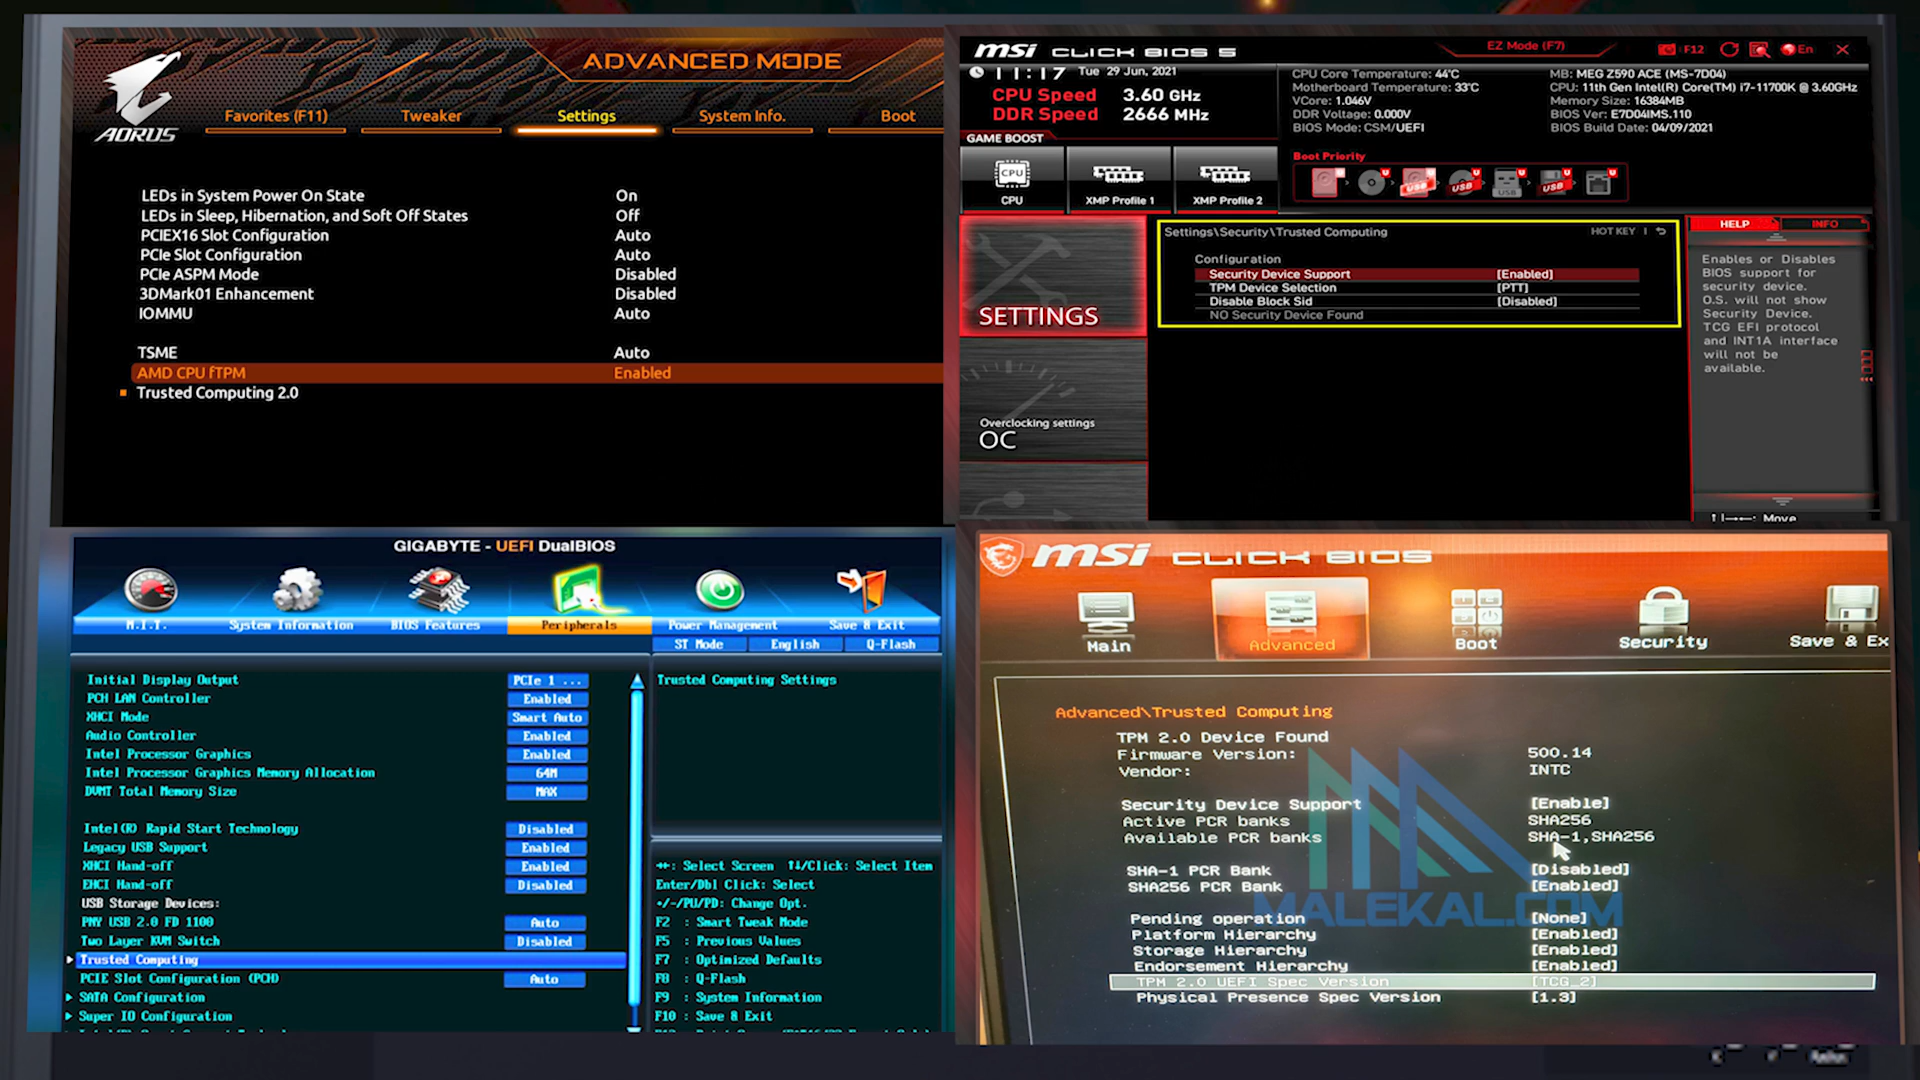 ADVANCED MODE
AORUS
Favorites (F11) Tweaker Settings System Info. Boot
LEDs in System Power On State On
LEDs in Sleep, Hibernation, and Soft Off States Off
PCIEX16 Slot Configuration Auto
PCIe Slot Configuration Auto
PCIe ASPM Mode Disabled
3DMark01 Enhancement Disabled
IOMMU Auto
TSME Auto
AMD CPU fTPM Enabled
Trusted Computing 2.0
msi CLICK BIOS 5
EZ Mode (F7)
F12 En X
11:17 Tue 29 Jun, 2021
CPU Speed 3.60 GHz
DDR Speed 2666 MHz
CPU Core Temperature: 44°C
Motherboard Temperature: 33°C
VCore: 1.046V
DDR Voltage: 0.000V
BIOS Mode: CSM/UEFI
MB: MEG Z590 ACE (MS-7D04)
CPU: 11th Gen Intel(R) Core(TM) i7-11700K @ 3.60GHz
Memory Size: 16384MB
BIOS Ver: E7D04IMS.110
BIOS Build Date: 04/09/2021
GAME BOOST
CPU
CPU XMP Profile 1 XMP Profile 2
Boot Priority
USB USB USB
SETTINGS
Overclocking settings
OC
Settings\Security\Trusted Computing HOT KEY
Configuration
Security Device Support [Enabled]
TPM Device Selection [PTT]
Disable Block Sid [Disabled]
NO Security Device Found
HELP INFO
Enables or Disables
BIOS support for
security device.
O.S. will not show
Security Device.
TCG EFI protocol
and INT1A interface
will not be
available.
↑↓→←: Move
GIGABYTE - UEFI DualBIOS
M.I.T. System Information BIOS Features Peripherals Power Management Save & Exit
ST Mode English Q-Flash
Initial Display Output PCIe 1 ...
PCH LAN Controller Enabled
XHCI Mode Smart Auto
Audio Controller Enabled
Intel Processor Graphics Enabled
Intel Processor Graphics Memory Allocation 64M
DVMT Total Memory Size MAX
Intel(R) Rapid Start Technology Disabled
Legacy USB Support Enabled
XHCI Hand-off Enabled
EHCI Hand-off Disabled
USB Storage Devices:
PNY USB 2.0 FD 1100 Auto
Two Layer KVM Switch Disabled
Trusted Computing
PCIE Slot Configuration (PCH) Auto
SATA Configuration
Super IO Configuration
Trusted Computing Settings
→←: Select Screen ↑↓/Click: Select Item
Enter/Dbl Click: Select
+/-/PU/PD: Change Opt.
F2 : Smart Tweak Mode
F5 : Previous Values
F7 : Optimized Defaults
F8 : Q-Flash
F9 : System Information
F10 : Save & Exit
msi CLICK BIOS
Main Advanced Boot Security Save & Ex
Advanced\Trusted Computing
TPM 2.0 Device Found
Firmware Version: 500.14
Vendor: INTC
Security Device Support [Enable]
Active PCR banks SHA256
Available PCR banks SHA-1,SHA256
SHA-1 PCR Bank [Disabled]
SHA256 PCR Bank [Enabled]
MALEKAL.COM
Pending operation [None]
Platform Hierarchy [Enabled]
Storage Hierarchy [Enabled]
Endorsement Hierarchy [Enabled]
TPM 2.0 UEFI Spec Version [TCG_2]
Physical Presence Spec Version [1.3]